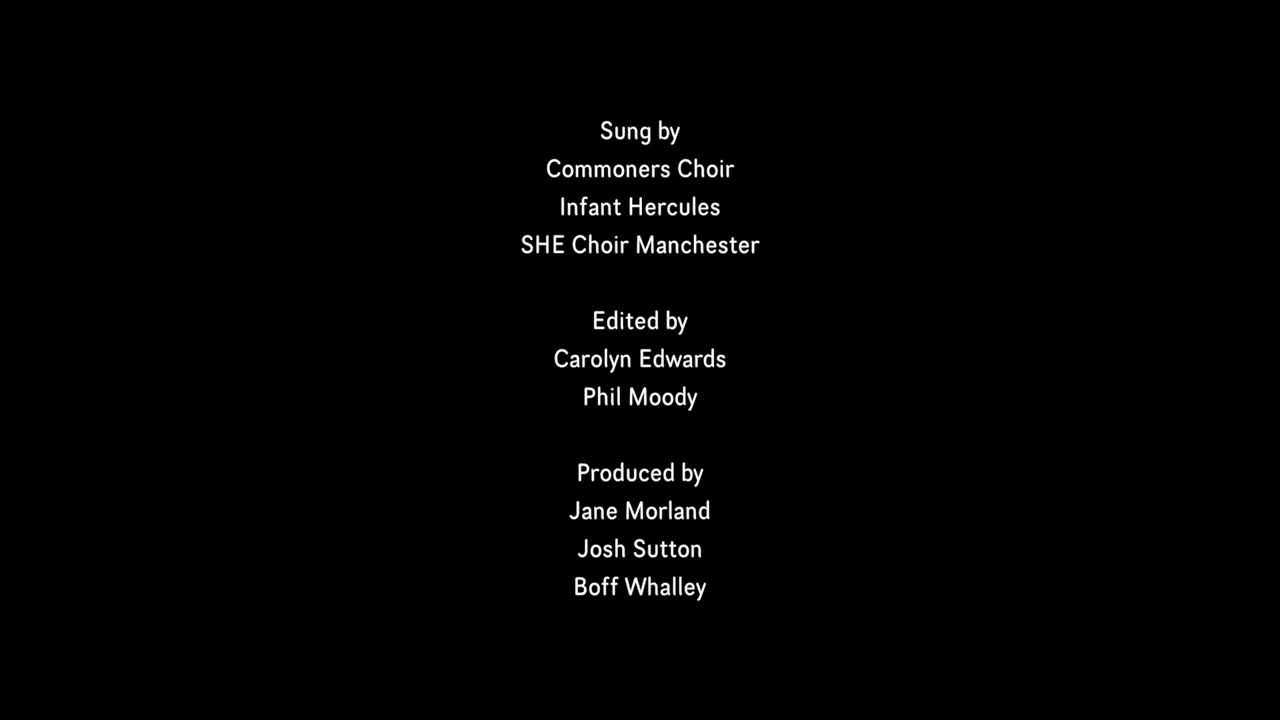 Sung by
Commoners Choir
Infant Hercules
SHE Choir Manchester
Edited by
Carolyn Edwards
Phil Moody
Produced by
Jane Morland
Josh Sutton
Boff Whalley